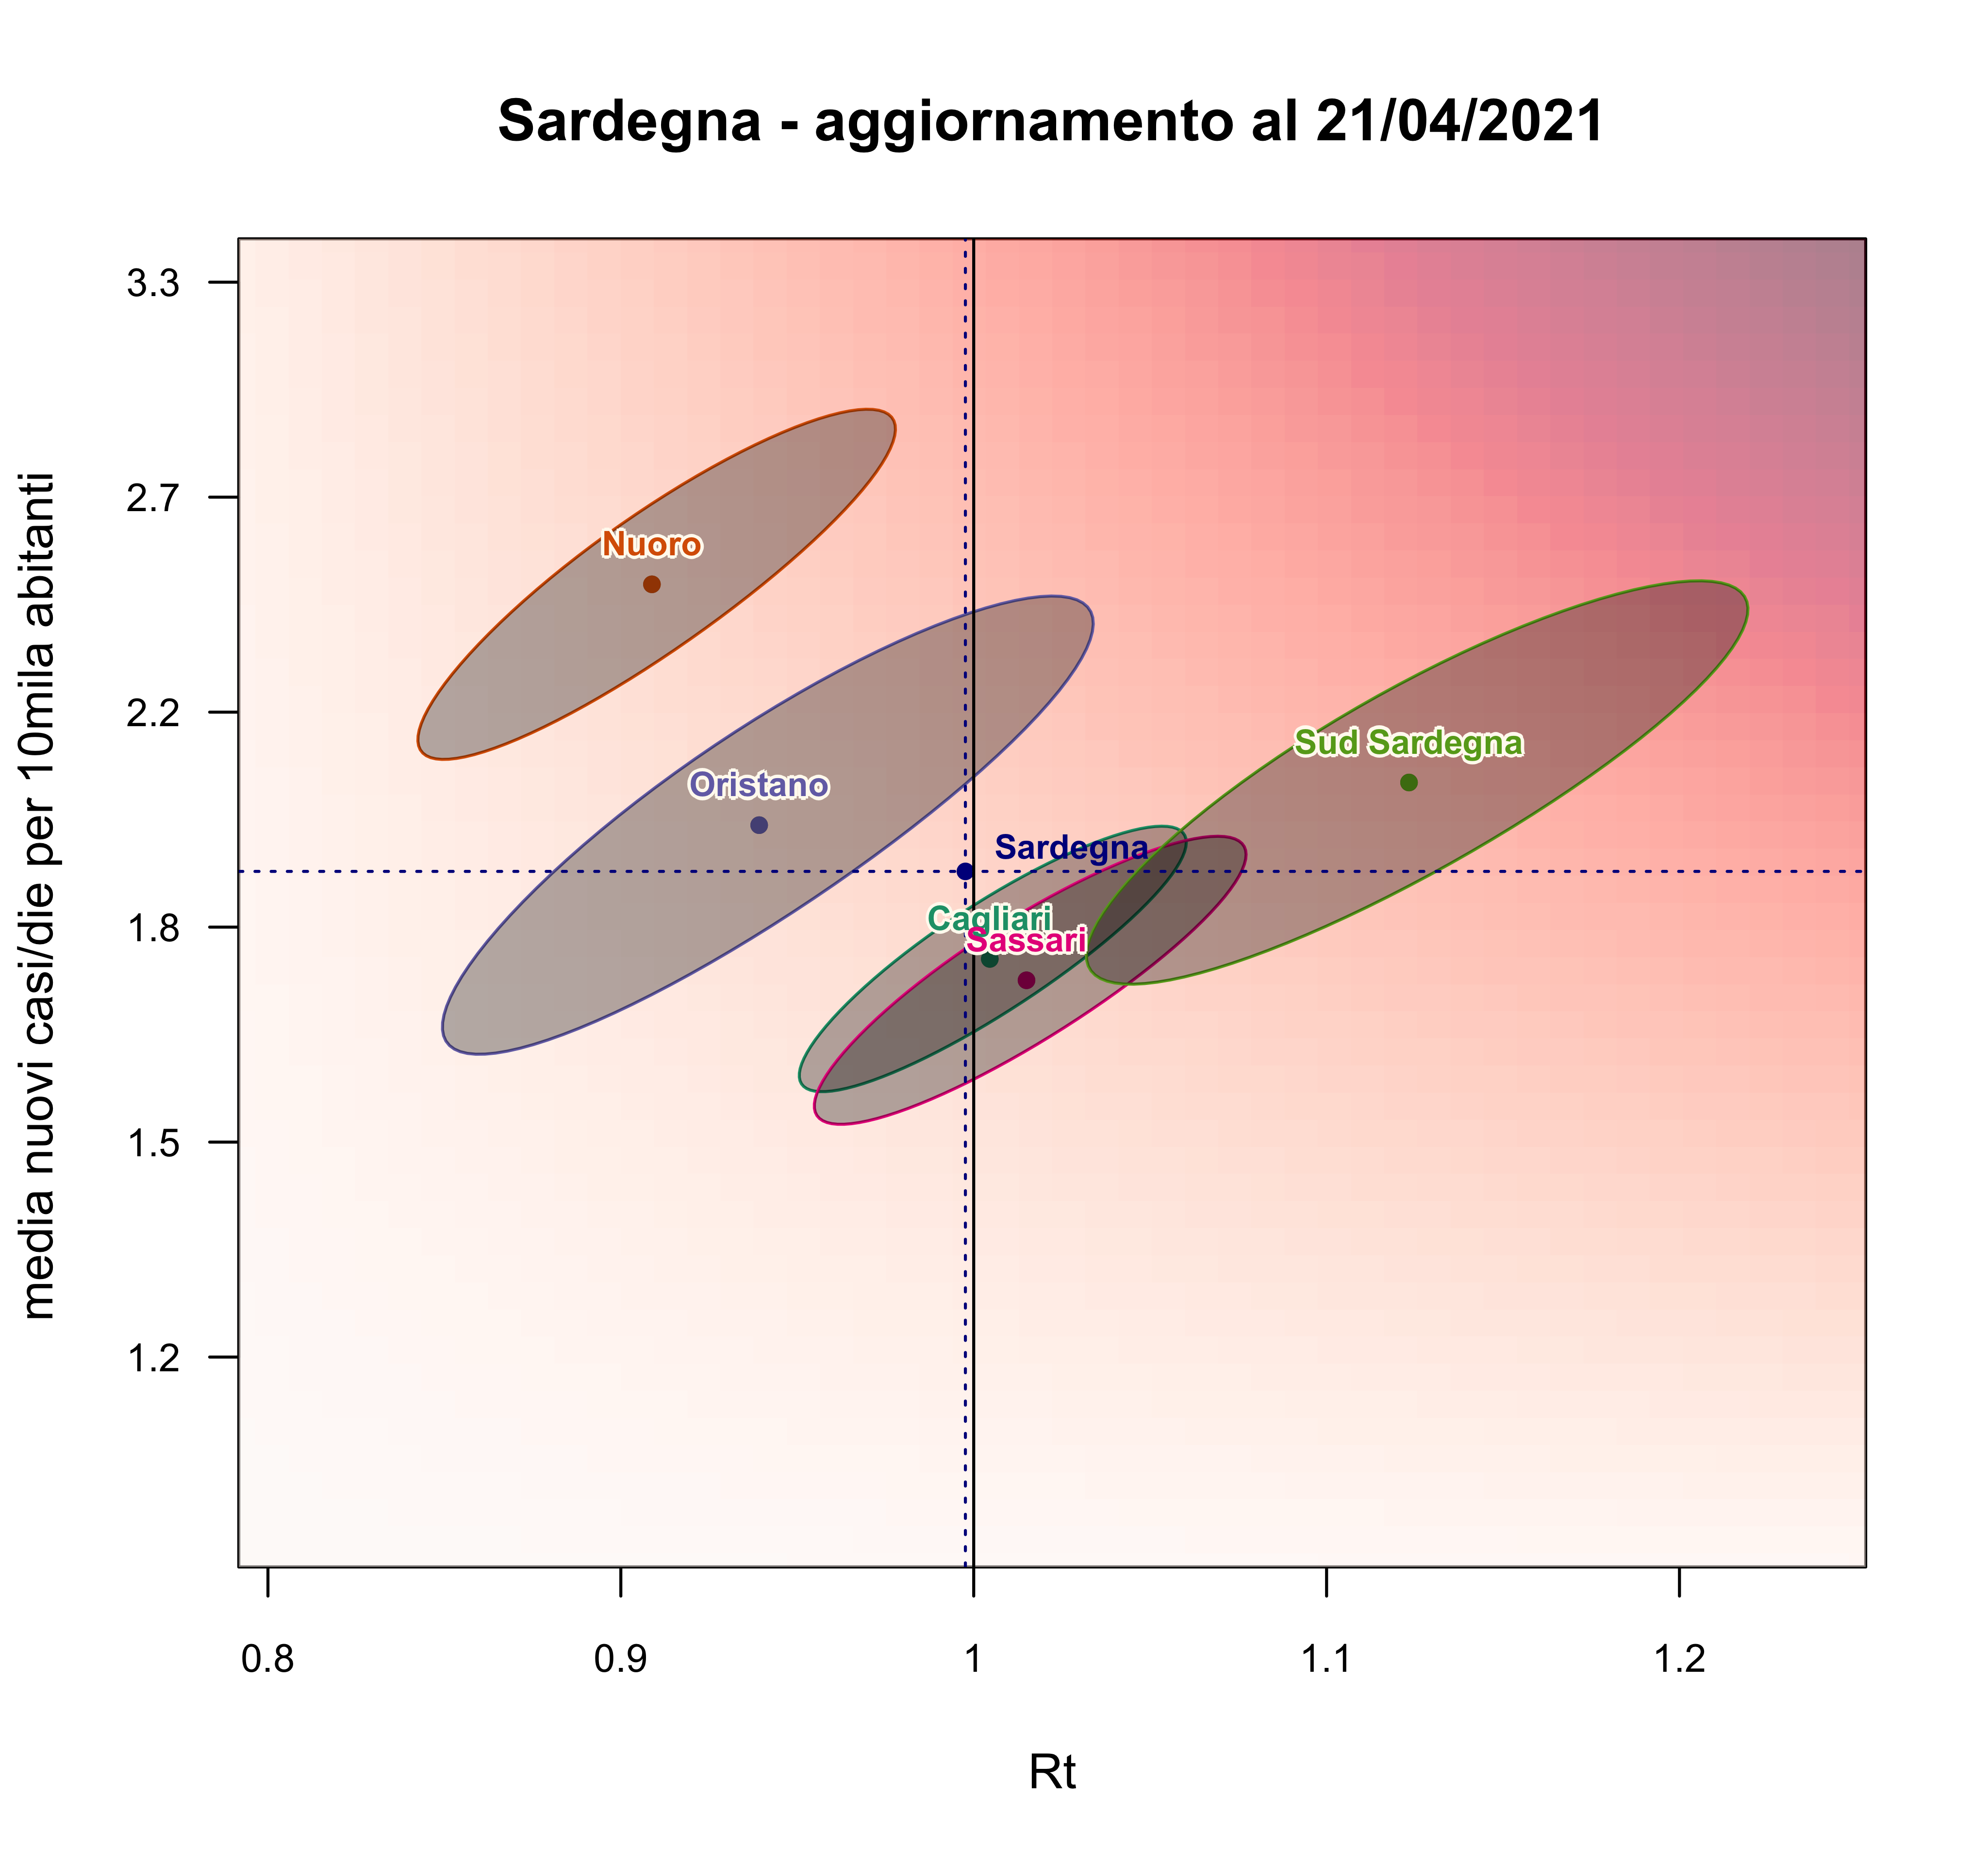 Sardegna - aggiornamento al 21/04/2021
media nuovi casi/die per 10mila abitanti
3.3
2.7
2.2
1.8
1.5
1.2
Nuoro
Oristano
Sud Sardegna
Sardegna
Cagliari
Sassari
0.8
0.9
1
1.1
1.2
Rt